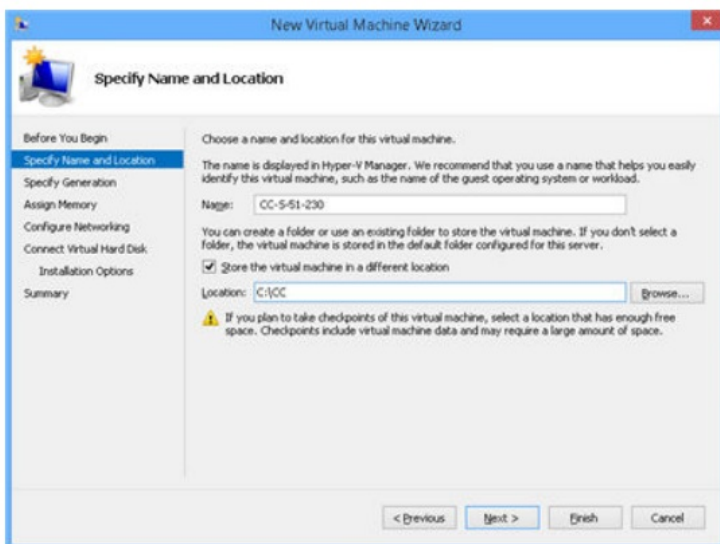 New Virtual Machine Wizard
Specify Name and Location
Before You Begin
Specify Name and Location
Specify Generation
Assign Memory
Configure Networking
Connect Virtual Hard Disk
Installation Options
Summary
Choose a name and location for this virtual machine.
The name is displayed in Hyper-V Manager. We recommend that you use a name that helps you easily
identify this virtual machine, such as the name of the guest operating system or workload.
Name: CC-5-51-230
You can create a folder or use an existing folder to store the virtual machine. If you don't select a
folder, the virtual machine is stored in the default folder configured for this server.
Store the virtual machine in a different location
Location: C:\CC
Browse...
If you plan to take checkpoints of this virtual machine, select a location that has enough free
space. Checkpoints include virtual machine data and may require a large amount of space.
< Previous
Next >
Finish
Cancel